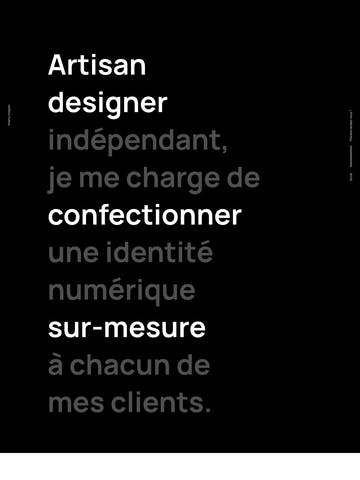 Artisan
designer
indépendant,
je me charge de
confectionner
une identité
numérique
sur-mesure
à chacun de
mes clients.